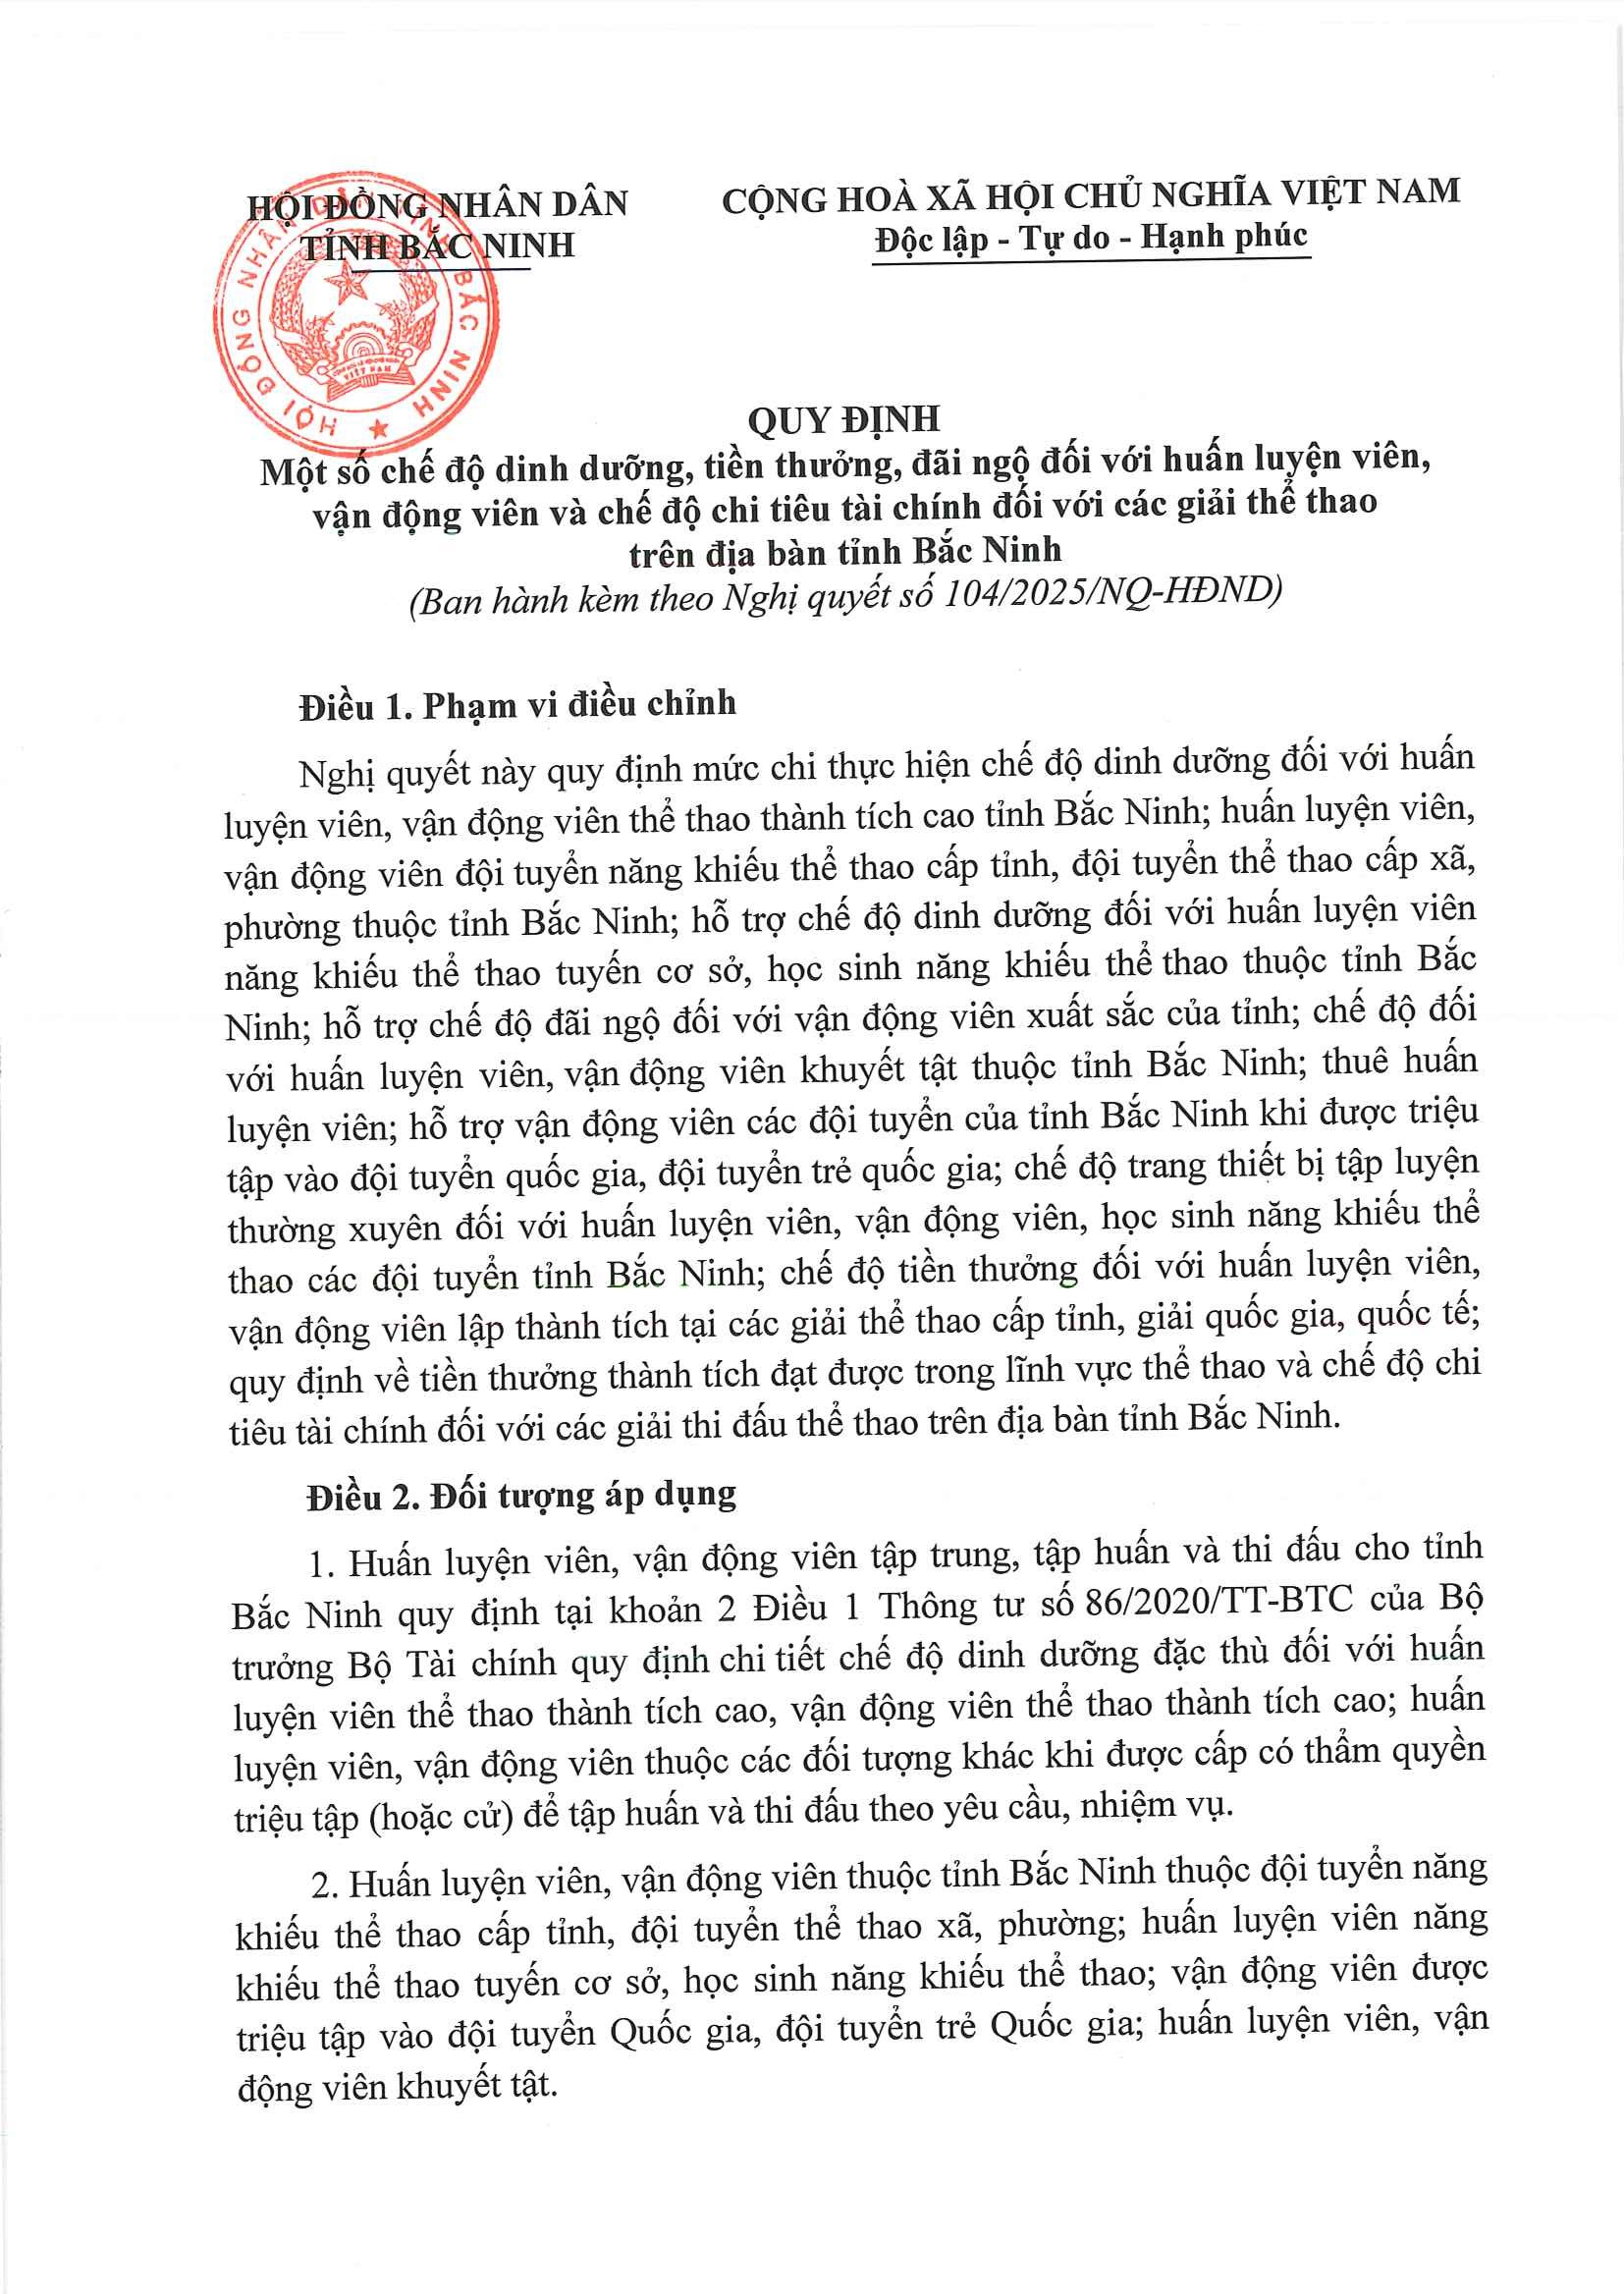 HỘI ĐỒNG NHÂN DÂN
TỈNH BẮC NINH
CỘNG HOÀ XÃ HỘI CHỦ NGHĨA VIỆT NAM
Độc lập - Tự do - Hạnh phúc
HỘI ĐỒNG NHÂN DÂN TỈNH BẮC NINH
VIỆT NAM
QUY ĐỊNH
Một số chế độ dinh dưỡng, tiền thưởng, đãi ngộ đối với huấn luyện viên,
vận động viên và chế độ chi tiêu tài chính đối với các giải thể thao
trên địa bàn tỉnh Bắc Ninh
(Ban hành kèm theo Nghị quyết số 104/2025/NQ-HĐND)
Điều 1. Phạm vi điều chỉnh
Nghị quyết này quy định mức chi thực hiện chế độ dinh dưỡng đối với huấn
luyện viên, vận động viên thể thao thành tích cao tỉnh Bắc Ninh; huấn luyện viên,
vận động viên đội tuyển năng khiếu thể thao cấp tỉnh, đội tuyển thể thao cấp xã,
phường thuộc tỉnh Bắc Ninh; hỗ trợ chế độ dinh dưỡng đối với huấn luyện viên
năng khiếu thể thao tuyến cơ sở, học sinh năng khiếu thể thao thuộc tỉnh Bắc
Ninh; hỗ trợ chế độ đãi ngộ đối với vận động viên xuất sắc của tỉnh; chế độ đối
với huấn luyện viên, vận động viên khuyết tật thuộc tỉnh Bắc Ninh; thuê huấn
luyện viên; hỗ trợ vận động viên các đội tuyển của tỉnh Bắc Ninh khi được triệu
tập vào đội tuyển quốc gia, đội tuyển trẻ quốc gia; chế độ trang thiết bị tập luyện
thường xuyên đối với huấn luyện viên, vận động viên, học sinh năng khiếu thể
thao các đội tuyển tỉnh Bắc Ninh; chế độ tiền thưởng đối với huấn luyện viên,
vận động viên lập thành tích tại các giải thể thao cấp tỉnh, giải quốc gia, quốc tế;
quy định về tiền thưởng thành tích đạt được trong lĩnh vực thể thao và chế độ chi
tiêu tài chính đối với các giải thi đấu thể thao trên địa bàn tỉnh Bắc Ninh.
Điều 2. Đối tượng áp dụng
1. Huấn luyện viên, vận động viên tập trung, tập huấn và thi đấu cho tỉnh
Bắc Ninh quy định tại khoản 2 Điều 1 Thông tư số 86/2020/TT-BTC của Bộ
trưởng Bộ Tài chính quy định chi tiết chế độ dinh dưỡng đặc thù đối với huấn
luyện viên thể thao thành tích cao, vận động viên thể thao thành tích cao; huấn
luyện viên, vận động viên thuộc các đối tượng khác khi được cấp có thẩm quyền
triệu tập (hoặc cử) để tập huấn và thi đấu theo yêu cầu, nhiệm vụ.
2. Huấn luyện viên, vận động viên thuộc tỉnh Bắc Ninh thuộc đội tuyển năng
khiếu thể thao cấp tỉnh, đội tuyển thể thao xã, phường; huấn luyện viên năng
khiếu thể thao tuyến cơ sở, học sinh năng khiếu thể thao; vận động viên được
triệu tập vào đội tuyển Quốc gia, đội tuyển trẻ Quốc gia; huấn luyện viên, vận
động viên khuyết tật.